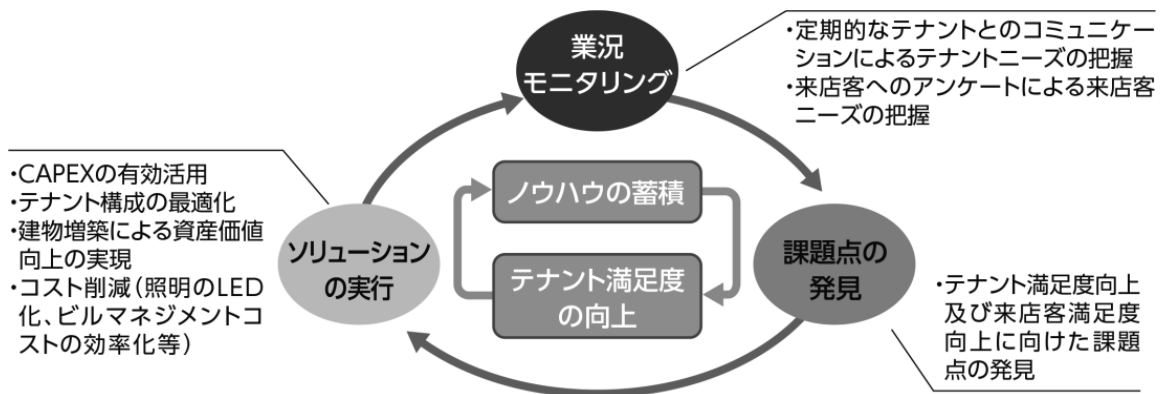 業況
モニタリング
・定期的なテナントとのコミュニケー
ションによるテナントニーズの把握
・来店客へのアンケートによる来店客
ニーズの把握
・CAPEXの有効活用
・テナント構成の最適化
・建物増築による資産価値
向上の実現
・コスト削減(照明のLED
化、ビルマネジメントコ
ストの効率化等)
ソリューション
の実行
ノウハウの蓄積
テナント満足度
の向上
課題点の
発見
・テナント満足度向上
及び来店客満足度
向上に向けた課題
点の発見